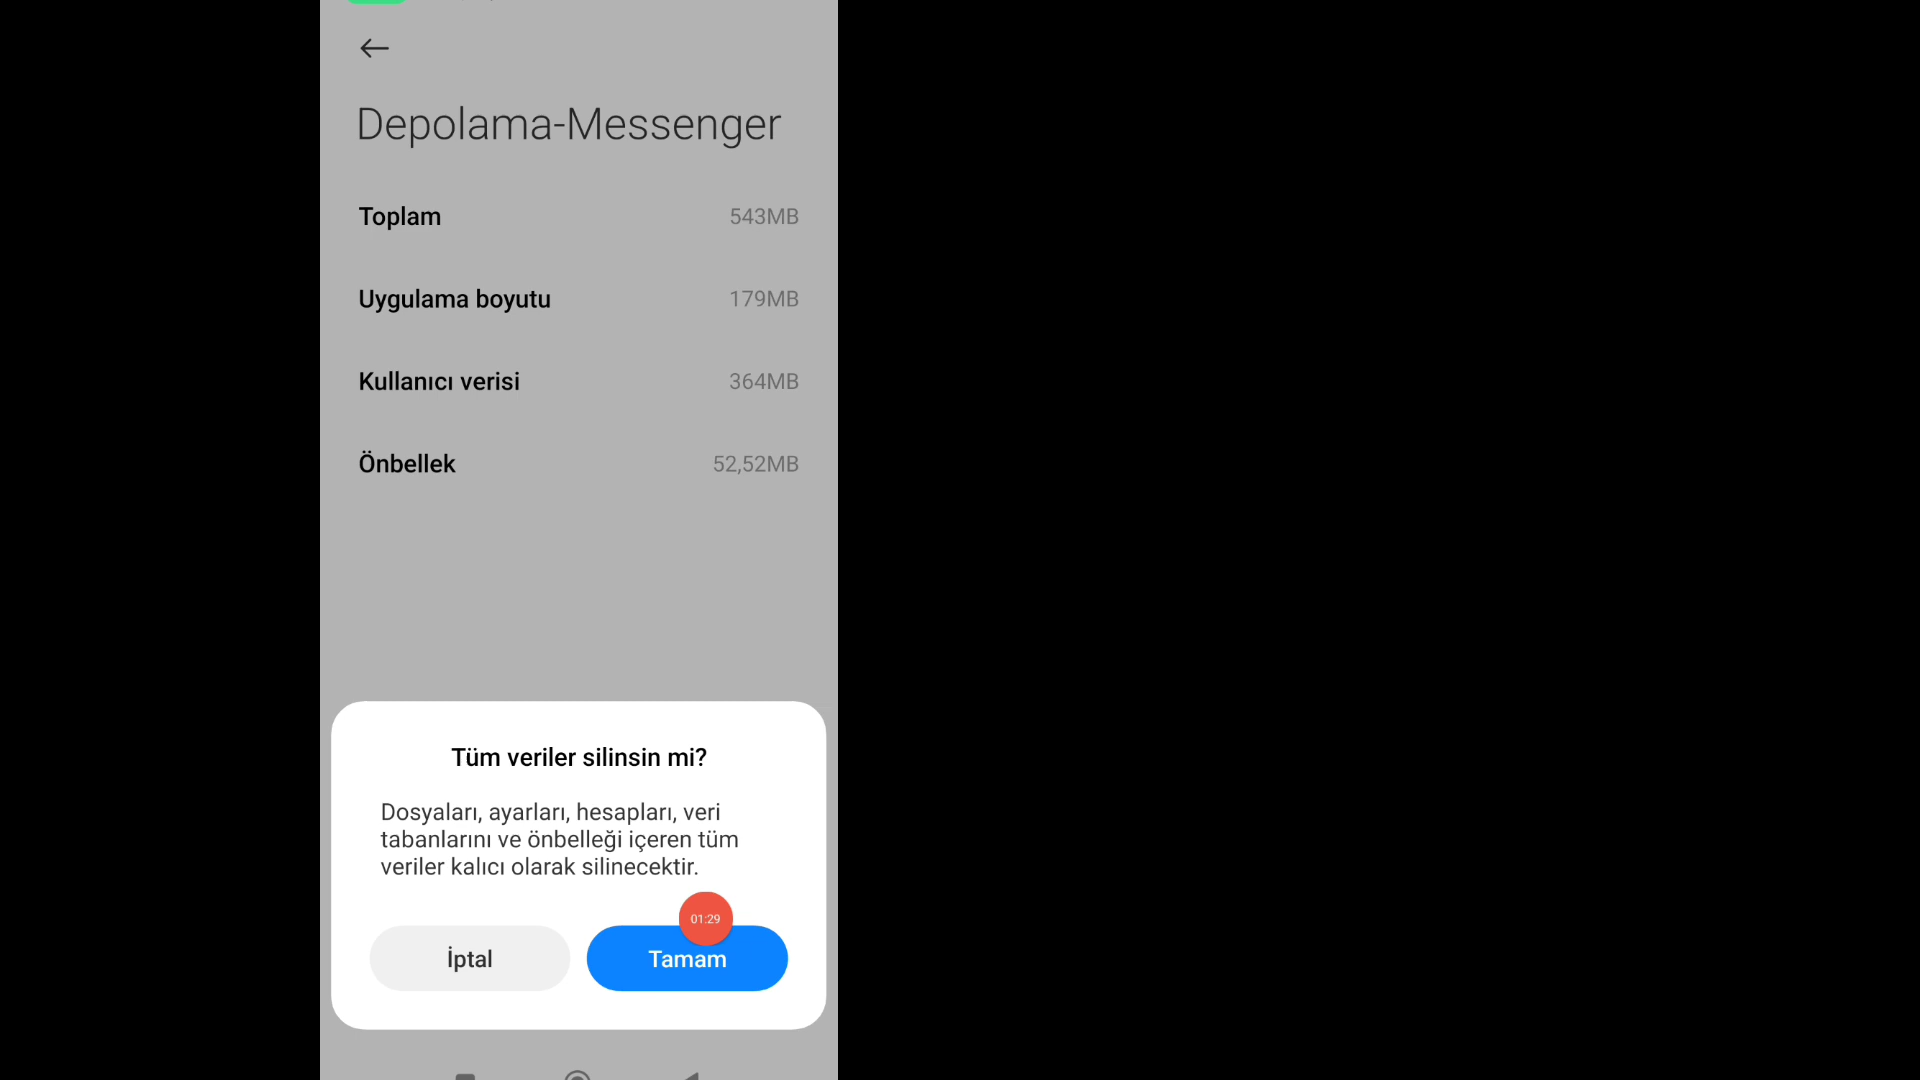 Depolama-Messenger
Toplam 543MB
Uygulama boyutu 179MB
Kullanıcı verisi 364MB
Önbellek 52,52MB
Tüm veriler silinsin mi?
Dosyaları, ayarları, hesapları, veri
tabanlarını ve önbelleği içeren tüm
veriler kalıcı olarak silinecektir.
01:29
İptal Tamam